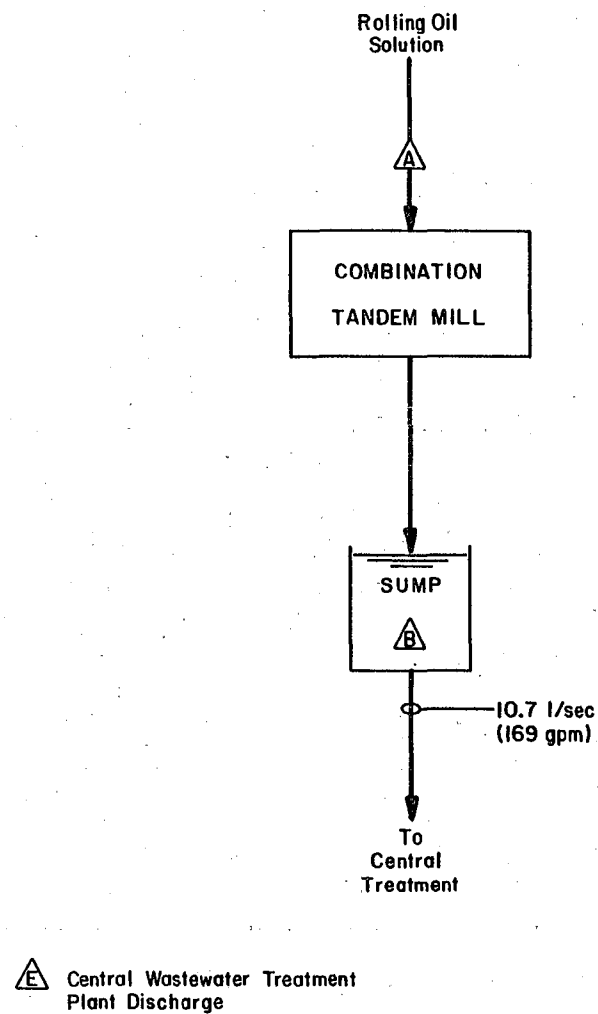 Rolling Oil
Solution
A
COMBINATION
TANDEM MILL
SUMP
B
10.7 l/sec
(169 gpm)
To
Central
Treatment
E Central Wastewater Treatment
Plant Discharge